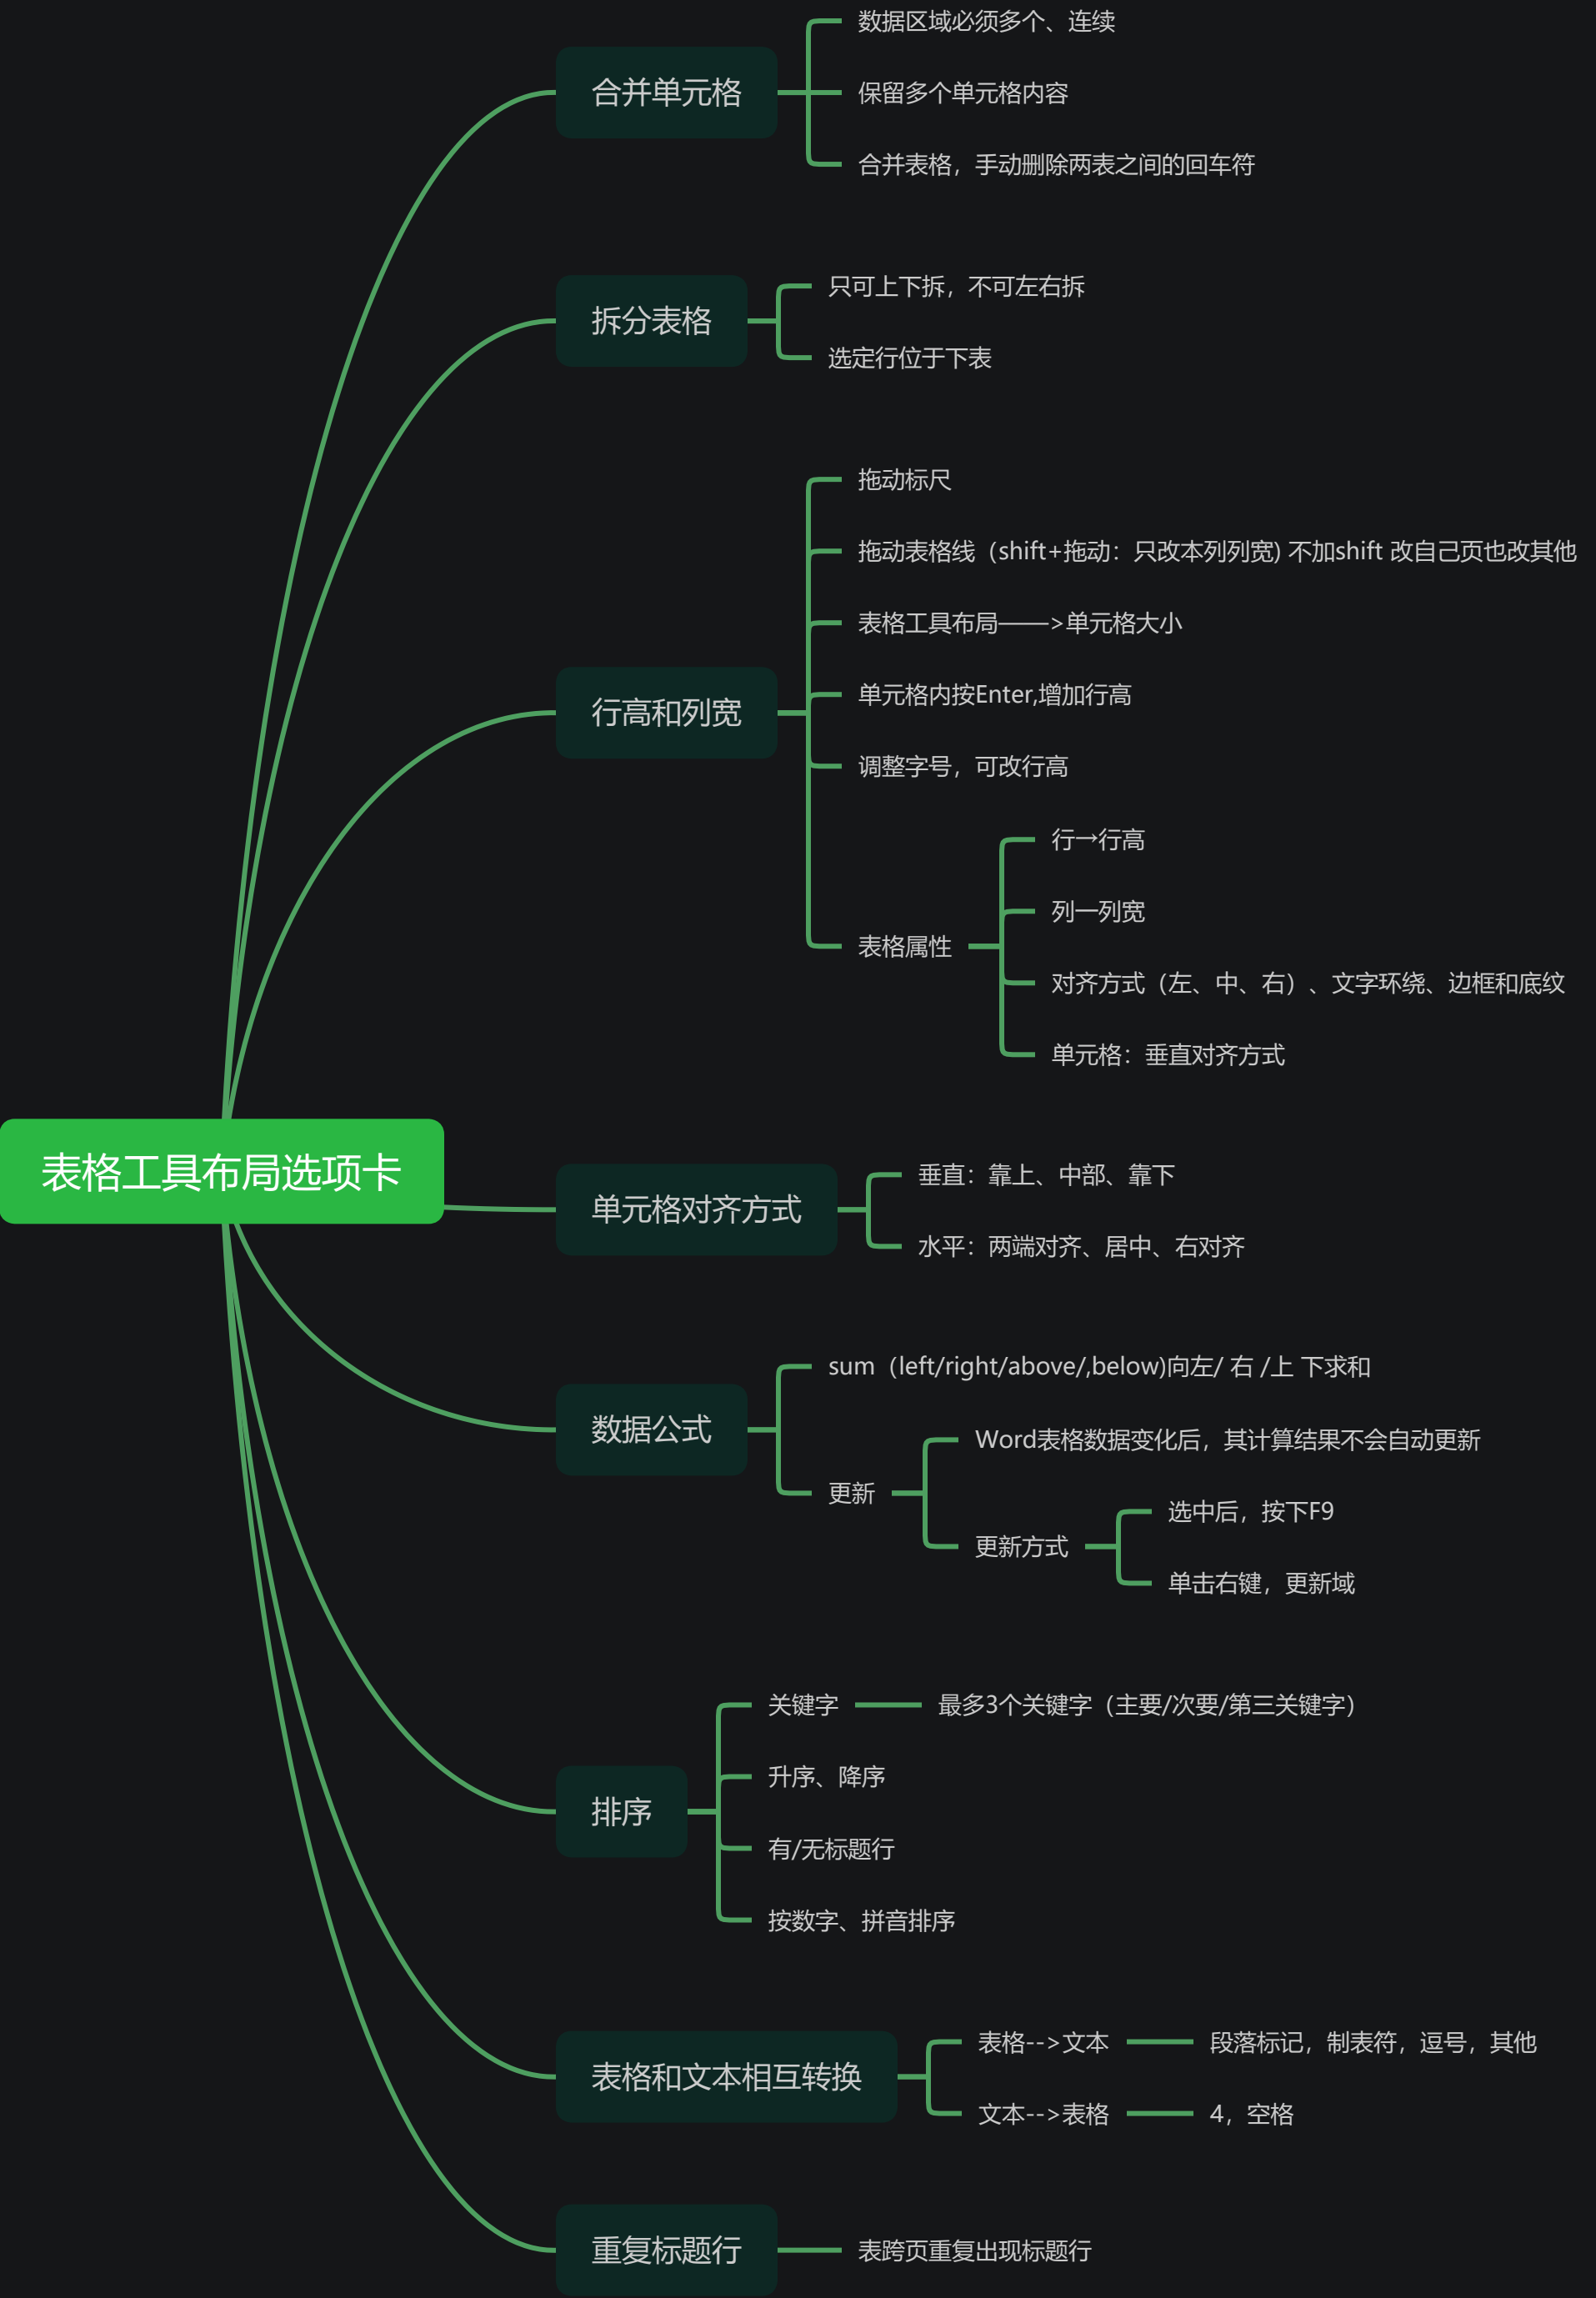 表格工具布局选项卡
合并单元格
数据区域必须多个、连续
保留多个单元格内容
合并表格，手动删除两表之间的回车符
拆分表格
只可上下拆，不可左右拆
选定行位于下表
行高和列宽
拖动标尺
拖动表格线（shift+拖动：只改本列列宽) 不加shift 改自己页也改其他
表格工具布局——>单元格大小
单元格内按Enter,增加行高
调整字号，可改行高
表格属性
行→行高
列—列宽
对齐方式（左、中、右）、文字环绕、边框和底纹
单元格：垂直对齐方式
单元格对齐方式
垂直：靠上、中部、靠下
水平：两端对齐、居中、右对齐
数据公式
sum（left/right/above/,below)向左/ 右 /上 下求和
更新
Word表格数据变化后，其计算结果不会自动更新
更新方式
选中后，按下F9
单击右键，更新域
排序
关键字
最多3个关键字（主要/次要/第三关键字）
升序、降序
有/无标题行
按数字、拼音排序
表格和文本相互转换
表格-->文本
段落标记，制表符，逗号，其他
文本-->表格
4，空格
重复标题行
表跨页重复出现标题行